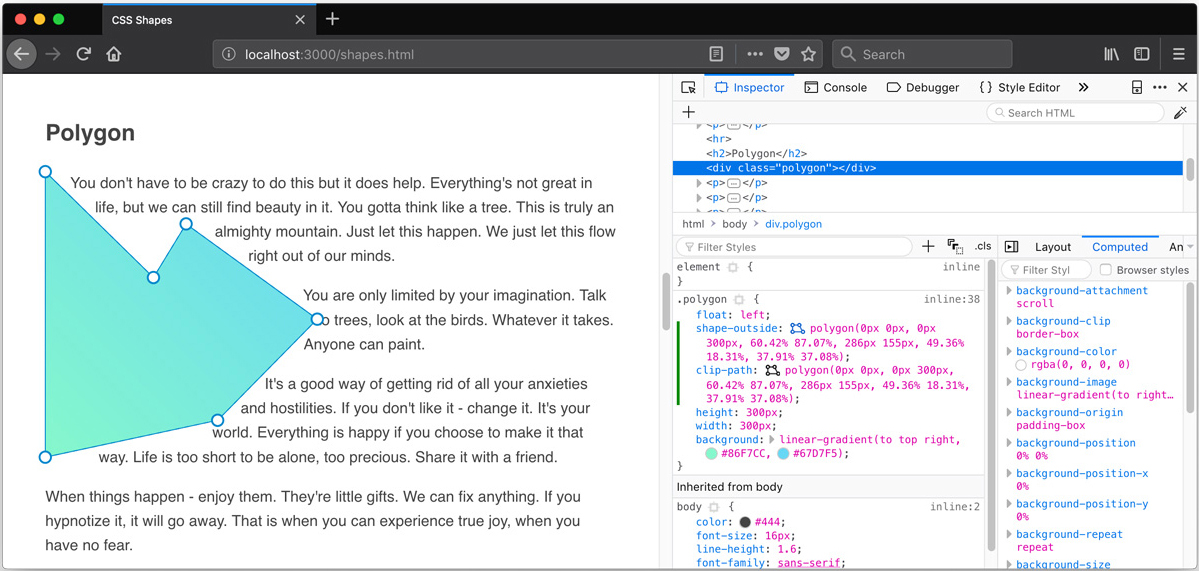 CSS Shapes
localhost:3000/shapes.html
Search
Polygon
You don't have to be crazy to do this but it does help. Everything's not great in
life, but we can still find beauty in it. You gotta think like a tree. This is truly an
almighty mountain. Just let this happen. We just let this flow
right out of our minds.
You are only limited by your imagination. Talk
o trees, look at the birds. Whatever it takes.
Anyone can paint.
It's a good way of getting rid of all your anxieties
and hostilities. If you don't like it - change it. It's your
world. Everything is happy if you choose to make it that
way. Life is too short to be alone, too precious. Share it with a friend.
When things happen - enjoy them. They're little gifts. We can fix anything. If you
hypnotize it, it will go away. That is when you can experience true joy, when you
have no fear.
Inspector
Console
Debugger
{ } Style Editor
Search HTML
<p></p>
<hr>
<h2>Polygon</h2>
<div class="polygon"></div>
<p></p>
<p></p>
html > body > div.polygon
Filter Styles
.cls
element { inline
}
.polygon { inline:38
float: left;
shape-outside: polygon(0px 0px, 0px
300px, 60.42% 87.07%, 286px 155px, 49.36%
18.31%, 37.91% 37.08%);
clip-path: polygon(0px 0px, 0px 300px,
60.42% 87.07%, 286px 155px, 49.36% 18.31%,
37.91% 37.08%);
height: 300px;
width: 300px;
background: linear-gradient(to top right,
#86F7CC, #67D7F5);
}
Inherited from body
body { inline:2
color: #444;
font-size: 16px;
line-height: 1.6;
font-family: sans-serif;
Layout
Computed
An
Filter Styl
Browser styles
background-attachment
scroll
background-clip
border-box
background-color
rgba(0, 0, 0, 0)
background-image
linear-gradient(to right…
background-origin
padding-box
background-position
0% 0%
background-position-x
0%
background-position-y
0%
background-repeat
repeat
background-size